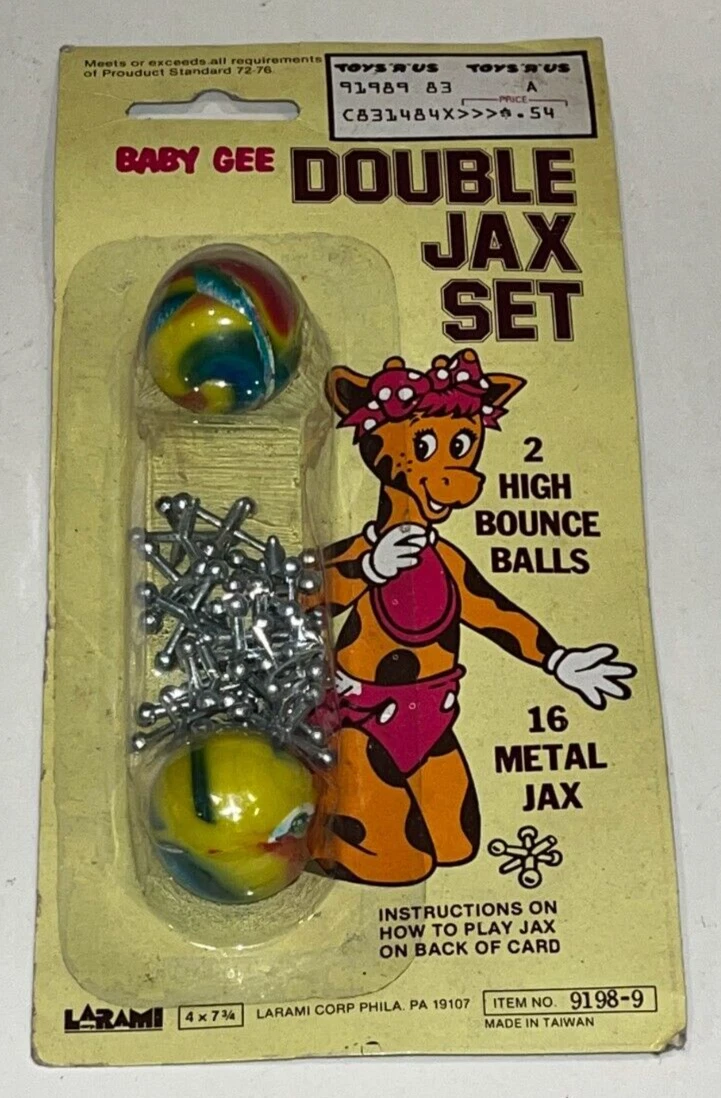 Meets or exceeds all requirements
of Prouduct Standard 72-76.
TOYS "R" US TOYS "R" US
91989 83 A
PRICE
C831484X>>>*.54
BABY GEE
DOUBLE
JAX
SET
2
HIGH
BOUNCE
BALLS
16
METAL
JAX
INSTRUCTIONS ON
HOW TO PLAY JAX
ON BACK OF CARD
LARAMI
4 x 7¾
LARAMI CORP PHILA. PA 19107
ITEM NO. 9198-9
MADE IN TAIWAN